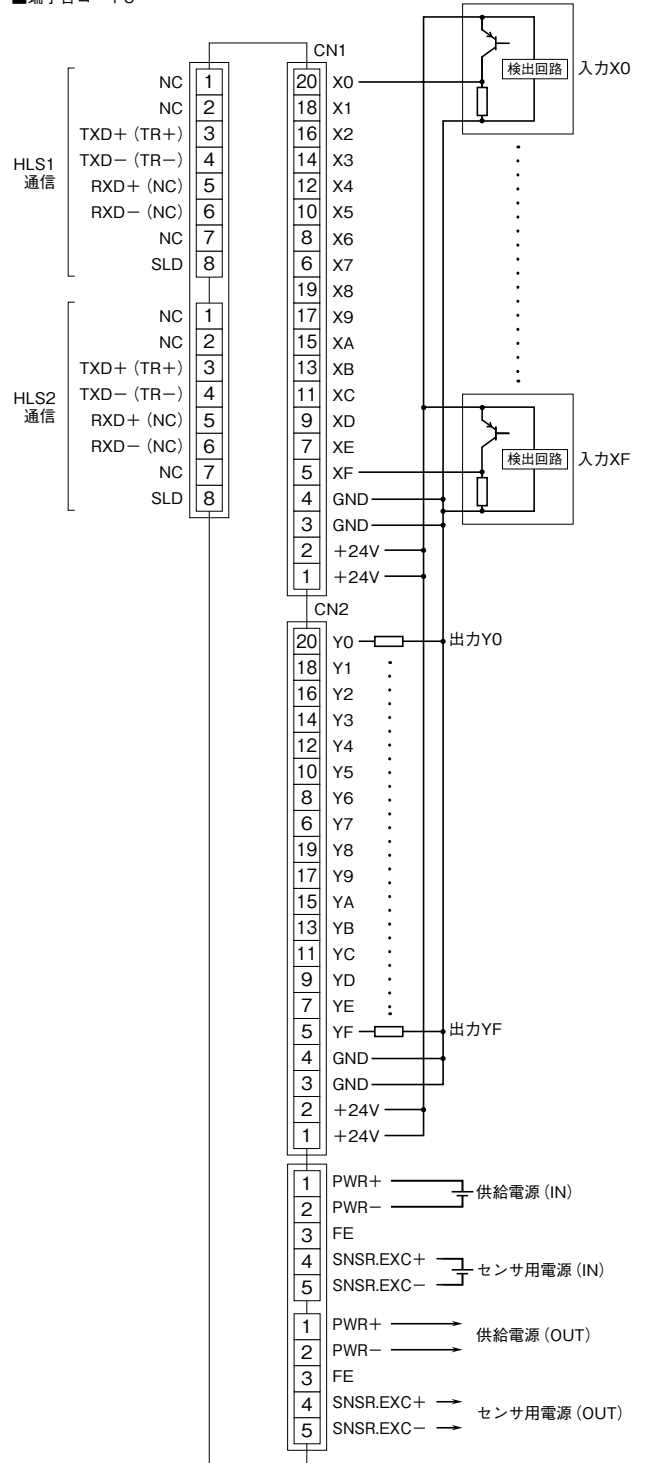 CN1
HLS1
通信
NC 1
NC 2
TXD＋（TR＋） 3
TXD－（TR－） 4
RXD＋（NC） 5
RXD－（NC） 6
NC 7
SLD 8
HLS2
通信
NC 1
NC 2
TXD＋（TR＋） 3
TXD－（TR－） 4
RXD＋（NC） 5
RXD－（NC） 6
NC 7
SLD 8
20 X0
18 X1
16 X2
14 X3
12 X4
10 X5
8 X6
6 X7
19 X8
17 X9
15 XA
13 XB
11 XC
9 XD
7 XE
5 XF
4 GND
3 GND
2 ＋24V
1 ＋24V
検出回路 入力X0
検出回路 入力XF
CN2
20 Y0 出力Y0
18 Y1
16 Y2
14 Y3
12 Y4
10 Y5
8 Y6
6 Y7
19 Y8
17 Y9
15 YA
13 YB
11 YC
9 YD
7 YE
5 YF 出力YF
4 GND
3 GND
2 ＋24V
1 ＋24V
1 PWR＋
2 PWR－
供給電源（IN）
3 FE
4 SNSR.EXC＋
5 SNSR.EXC－
センサ用電源（IN）
1 PWR＋
2 PWR－
供給電源（OUT）
3 FE
4 SNSR.EXC＋
5 SNSR.EXC－
センサ用電源（OUT）